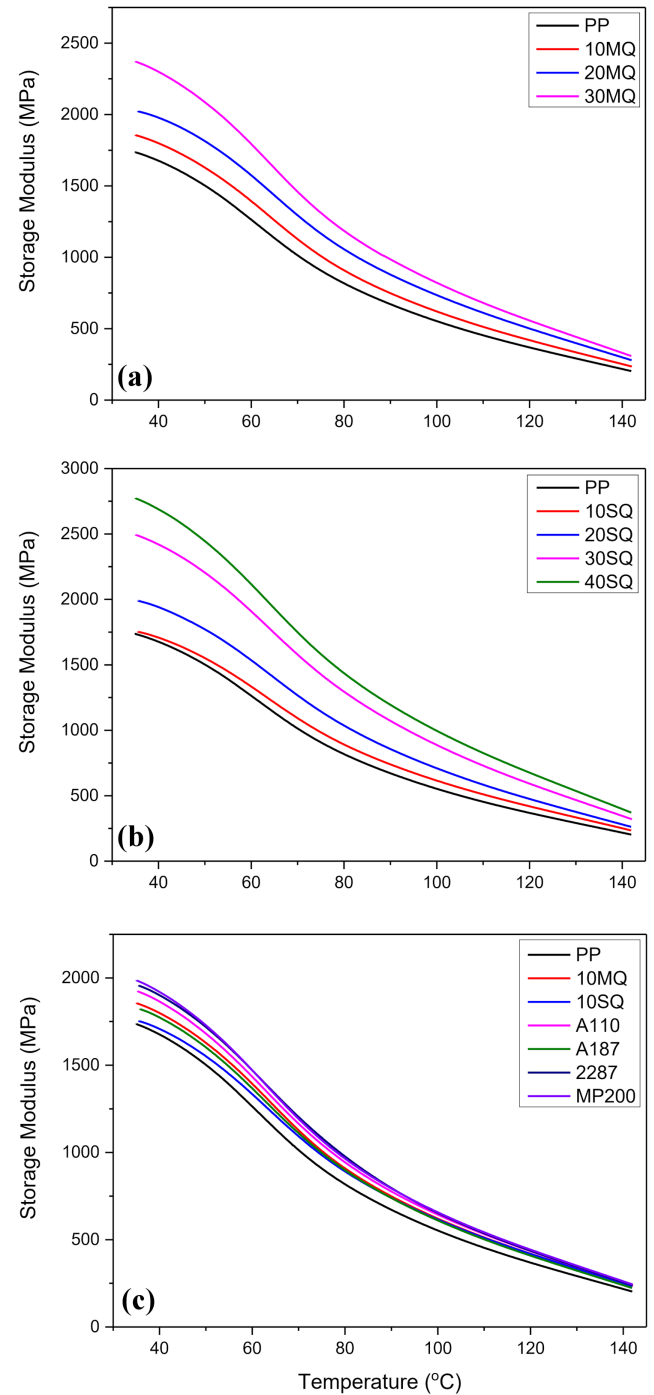 Storage Modulus (MPa)
2500
2000
1500
1000
500
0
40 60 80 100 120 140
PP
10MQ
20MQ
30MQ
(a)
Storage Modulus (MPa)
3000
2500
2000
1500
1000
500
0
40 60 80 100 120 140
PP
10SQ
20SQ
30SQ
40SQ
(b)
Storage Modulus (MPa)
2000
1500
1000
500
0
40 60 80 100 120 140
PP
10MQ
10SQ
A110
A187
2287
MP200
(c)
Temperature (°C)